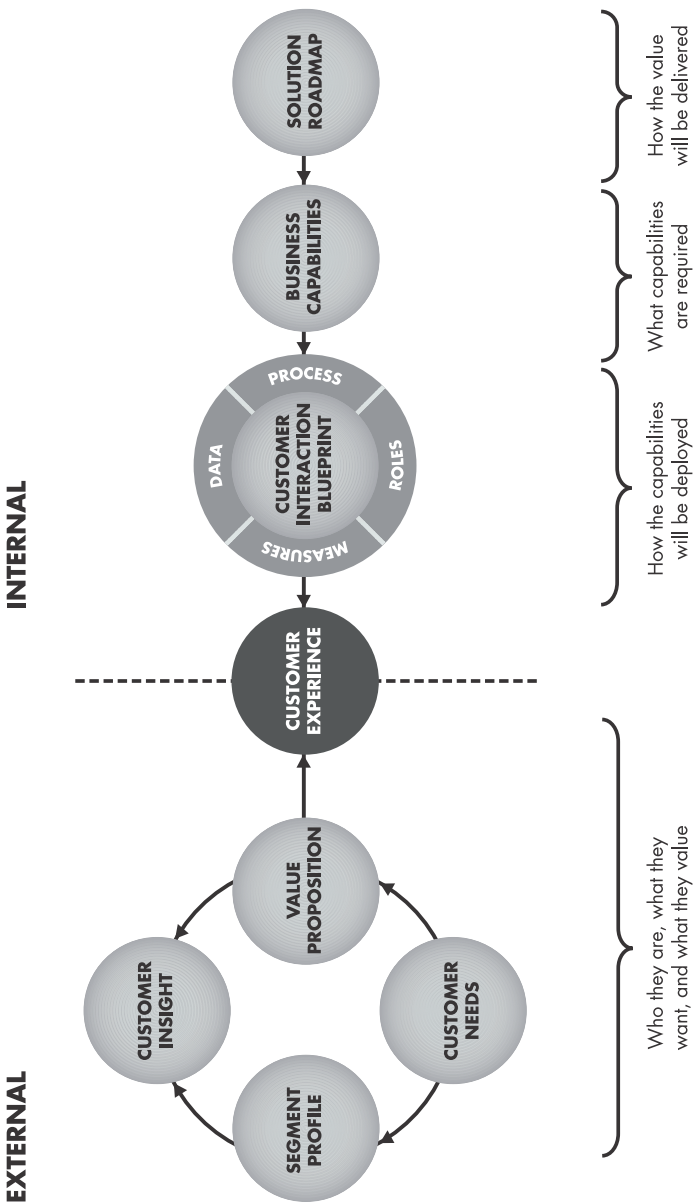 EXTERNAL
INTERNAL
CUSTOMER
INSIGHT
SEGMENT
PROFILE
VALUE
PROPOSITION
CUSTOMER
NEEDS
CUSTOMER
EXPERIENCE
DATA
MEASURES
CUSTOMER
INTERACTION
BLUEPRINT
PROCESS
ROLES
BUSINESS
CAPABILITIES
SOLUTION
ROADMAP
Who they are, what they
want, and what they value
How the capabilities
will be deployed
What capabilities
are required
How the value
will be delivered